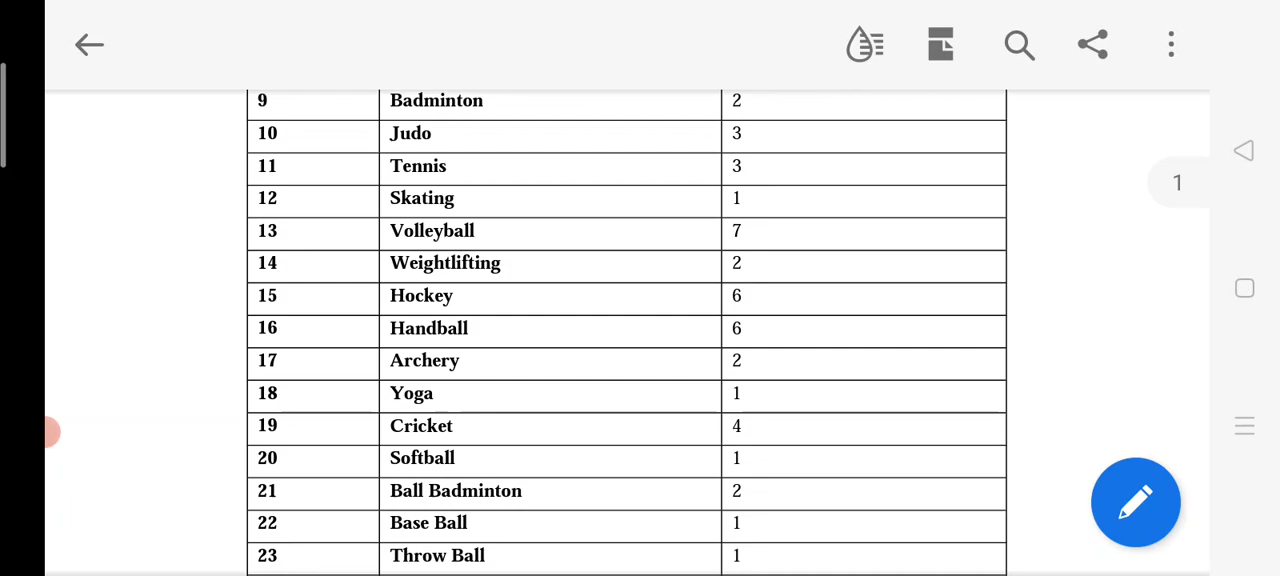 9 Badminton 2
10 Judo 3
11 Tennis 3
12 Skating 1
13 Volleyball 7
14 Weightlifting 2
15 Hockey 6
16 Handball 6
17 Archery 2
18 Yoga 1
19 Cricket 4
20 Softball 1
21 Ball Badminton 2
22 Base Ball 1
23 Throw Ball 1
1